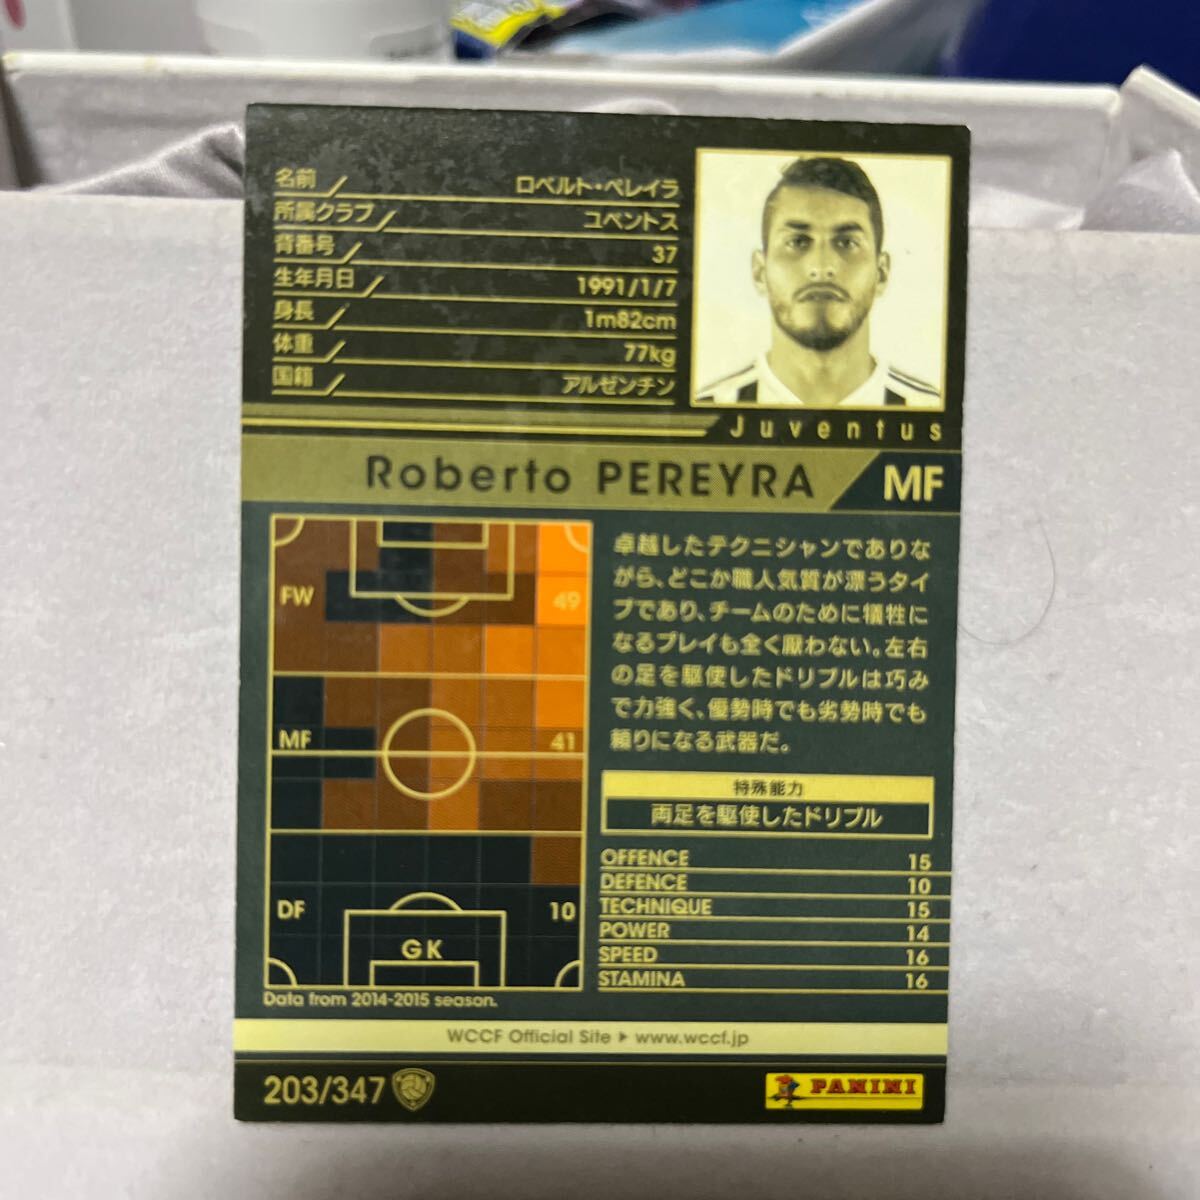 名前 ロベルト・ペレイラ
所属クラブ ユベントス
背番号 37
生年月日 1991/1/7
身長 1m82cm
体重 77kg
国籍 アルゼンチン
Juventus
Roberto PEREYRA MF
FW 49
MF 41
DF 10
GK
Data from 2014-2015 season.
卓越したテクニシャンでありな
がら、どこか職人気質が漂うタイ
プであり、チームのために犠牲に
なるプレイも全く厭わない。左右
の足を駆使したドリブルは巧み
で力強く、優勢時でも劣勢時でも
頼りになる武器だ。
特殊能力
両足を駆使したドリブル
OFFENCE 15
DEFENCE 10
TECHNIQUE 15
POWER 14
SPEED 16
STAMINA 16
WCCF Official Site ▶ www.wccf.jp
203/347
PANINI